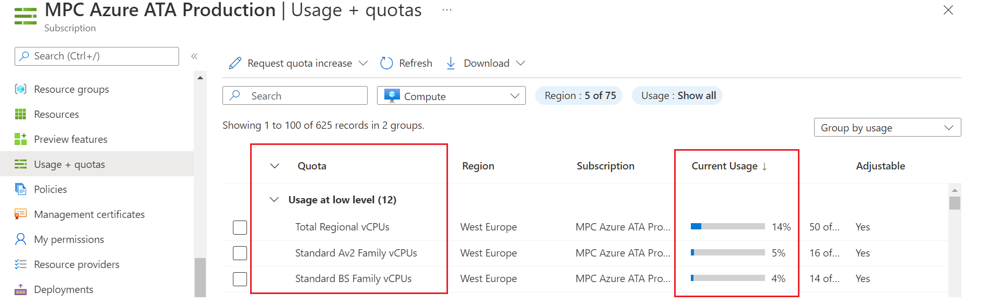 MPC Azure ATA Production | Usage + quotas ...
Subscription
Search (Ctrl+/)
«
Resource groups
Resources
Preview features
Usage + quotas
Policies
Management certificates
My permissions
Resource providers
Deployments
Request quota increase Refresh Download
Search Compute Region : 5 of 75 Usage : Show all
Showing 1 to 100 of 625 records in 2 groups.
Group by usage
Quota Region Subscription Current Usage ↓ Adjustable
Usage at low level (12)
Total Regional vCPUs West Europe MPC Azure ATA Pro... 14% 50 of... Yes
Standard Av2 Family vCPUs West Europe MPC Azure ATA Pro... 5% 16 of... Yes
Standard BS Family vCPUs West Europe MPC Azure ATA Pro... 4% 14 of... Yes